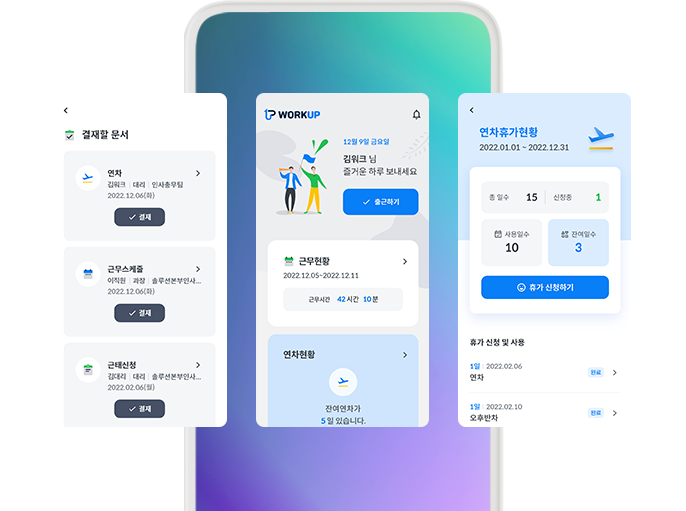 결재할 문서
연차
김워크 | 대리 | 인사총무팀
2022.12.06(화)
결재
근무스케줄
이직원 | 과장 | 솔루션본부인사...
2022.12.06(화)
결재
근태신청
김대리 | 대리 | 솔루션본부인사...
2022.02.06(월)
결재
WORKUP
12월 9일 금요일
김워크 님
즐거운 하루 보내세요
출근하기
근무현황
2022.12.05~2022.12.11
근무시간 42시간 10분
연차현황
잔여연차가
5일 있습니다.
연차휴가현황
2022.01.01 ~ 2022.12.31
총 일수 15 신청중 1
사용일수 잔여일수
10 3
휴가 신청하기
휴가 신청 및 사용
1일 | 2022.02.06
연차 완료
1일 | 2022.02.10
오후반차 완료